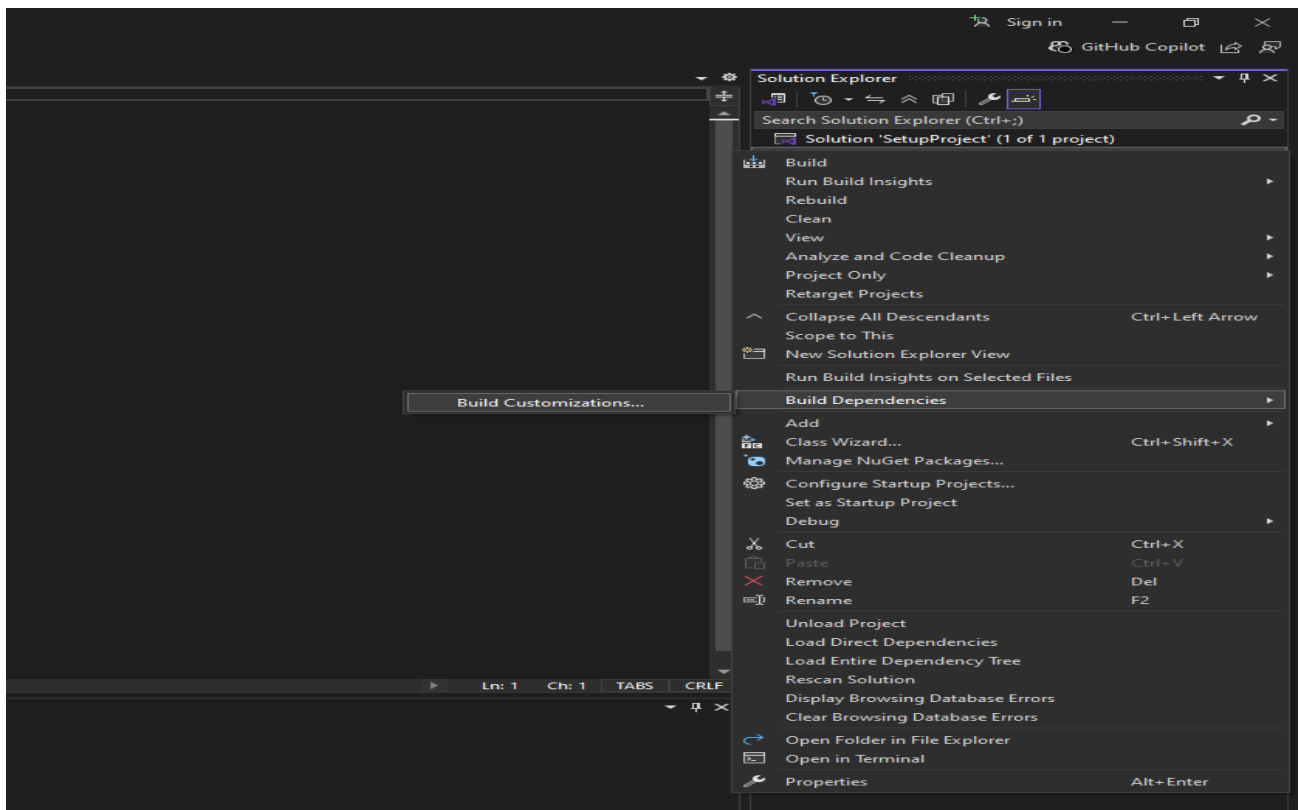 Sign in
GitHub Copilot
Solution Explorer
Search Solution Explorer (Ctrl+;)
Solution 'SetupProject' (1 of 1 project)
Build
Run Build Insights
Rebuild
Clean
View
Analyze and Code Cleanup
Project Only
Retarget Projects
Collapse All Descendants Ctrl+Left Arrow
Scope to This
New Solution Explorer View
Run Build Insights on Selected Files
Build Dependencies
Build Customizations...
Add
Class Wizard... Ctrl+Shift+X
Manage NuGet Packages...
Configure Startup Projects...
Set as Startup Project
Debug
Cut Ctrl+X
Paste Ctrl+V
Remove Del
Rename F2
Unload Project
Load Direct Dependencies
Load Entire Dependency Tree
Rescan Solution
Ln: 1 Ch: 1 TABS CRLF
Display Browsing Database Errors
Clear Browsing Database Errors
Open Folder in File Explorer
Open in Terminal
Properties Alt+Enter